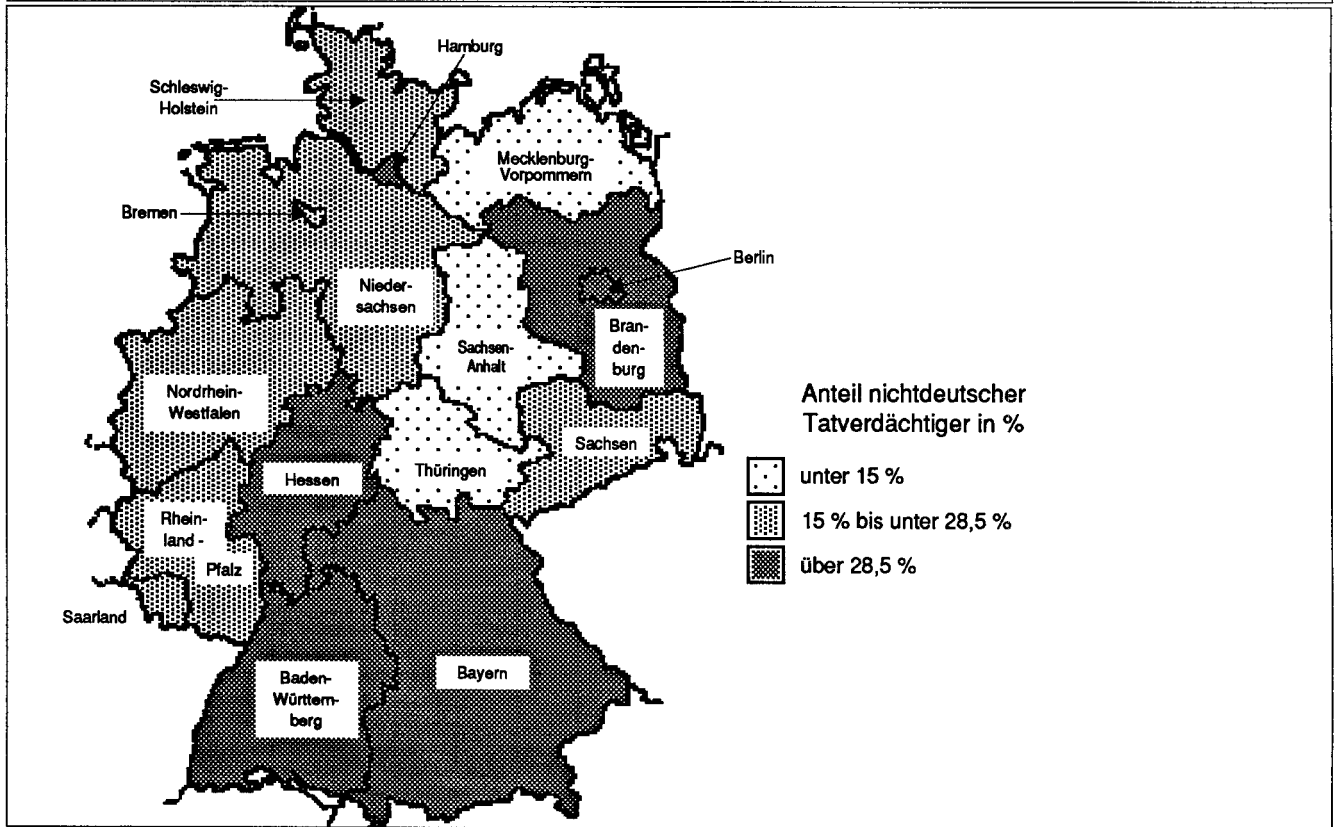 Hamburg
Schleswig-
Holstein
Mecklenburg-
Vorpommern
Bremen
Berlin
Nieder-
sachsen
Bran-
den-
burg
Sachsen-
Anhalt
Nordrhein-
Westfalen
Anteil nichtdeutscher
Tatverdächtiger in %
Sachsen
Thüringen
Hessen
unter 15 %
15 % bis unter 28,5 %
über 28,5 %
Rhein-
land -
Pfalz
Saarland
Baden-
Württem-
berg
Bayern